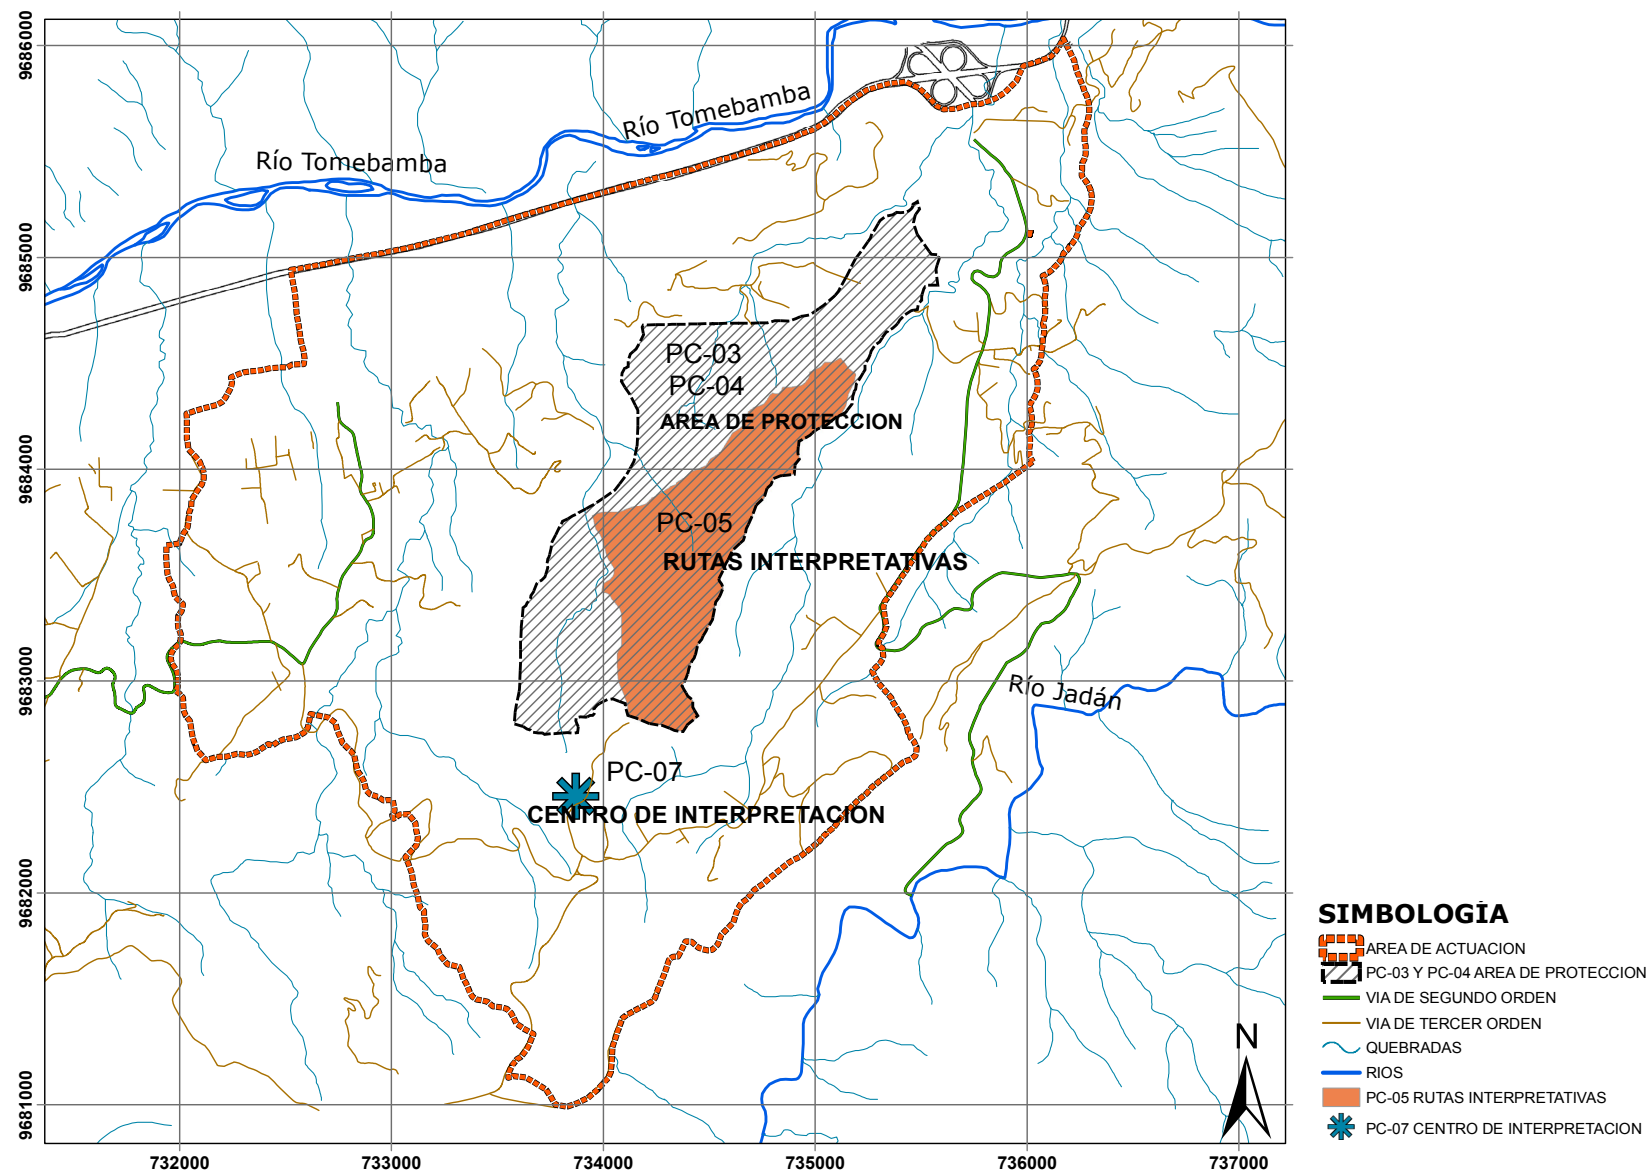 9686000
9685000
9684000
9683000
9682000
9681000
Río Tomebamba
Río Tomebamba
PC-03
PC-04
AREA DE PROTECCION
PC-05
RUTAS INTERPRETATIVAS
Río Jadán
PC-07
CENTRO DE INTERPRETACION
732000
733000
734000
735000
736000
737000
SIMBOLOGÍA
AREA DE ACTUACION
PC-03 Y PC-04 AREA DE PROTECCION
VIA DE SEGUNDO ORDEN
VIA DE TERCER ORDEN
QUEBRADAS
RIOS
PC-05 RUTAS INTERPRETATIVAS
PC-07 CENTRO DE INTERPRETACION
N